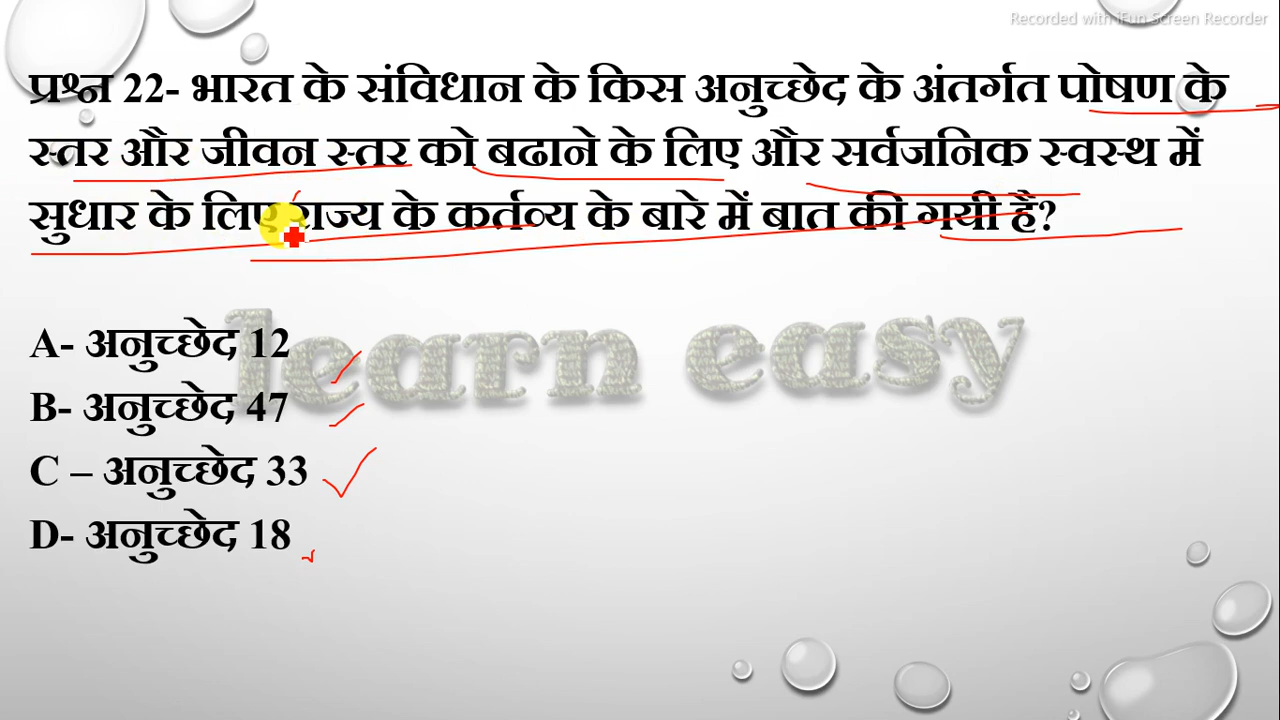 Recorded with iFun Screen Recorder
प्रश्न 22- भारत के संविधान के किस अनुच्छेद के अंतर्गत पोषण के
स्तर और जीवन स्तर को बढाने के लिए और सर्वजनिक स्वस्थ में
सुधार के लिए राज्य के कर्तव्य के बारे में बात की गयी है?
learn easy
A- अनुच्छेद 12
B- अनुच्छेद 47
C – अनुच्छेद 33
D- अनुच्छेद 18